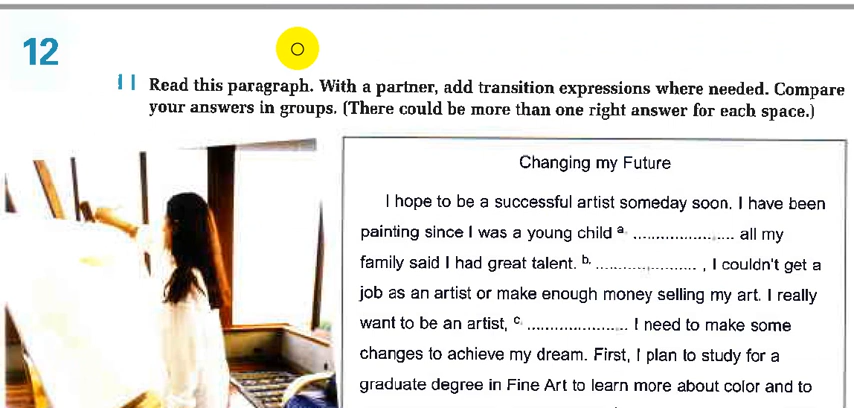 12
11 Read this paragraph. With a partner, add transition expressions where needed. Compare
your answers in groups. (There could be more than one right answer for each space.)
Changing my Future
I hope to be a successful artist someday soon. I have been
painting since I was a young child a. ........................ all my
family said I had great talent. b. ........................ , I couldn't get a
job as an artist or make enough money selling my art. I really
want to be an artist, c. ........................ I need to make some
changes to achieve my dream. First, I plan to study for a
graduate degree in Fine Art to learn more about color and to